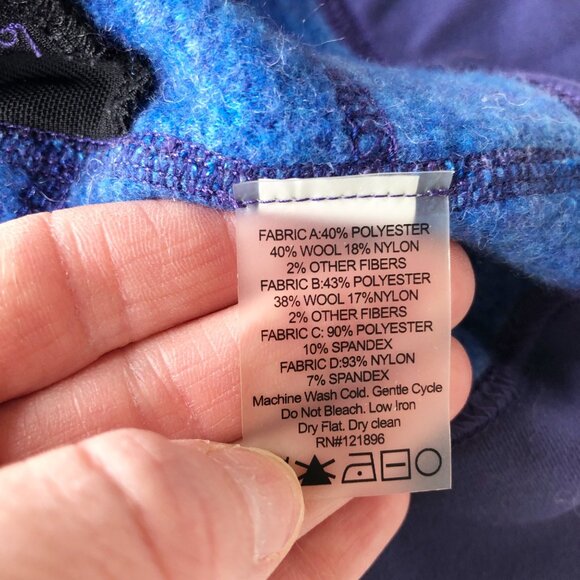 FABRIC A:40% POLYESTER
40% WOOL 18% NYLON
2% OTHER FIBERS
FABRIC B:43% POLYESTER
38% WOOL 17%NYLON
2% OTHER FIBERS
FABRIC C: 90% POLYESTER
10% SPANDEX
FABRIC D:93% NYLON
7% SPANDEX
Machine Wash Cold. Gentle Cycle
Do Not Bleach. Low Iron
Dry Flat. Dry clean
RN#121896